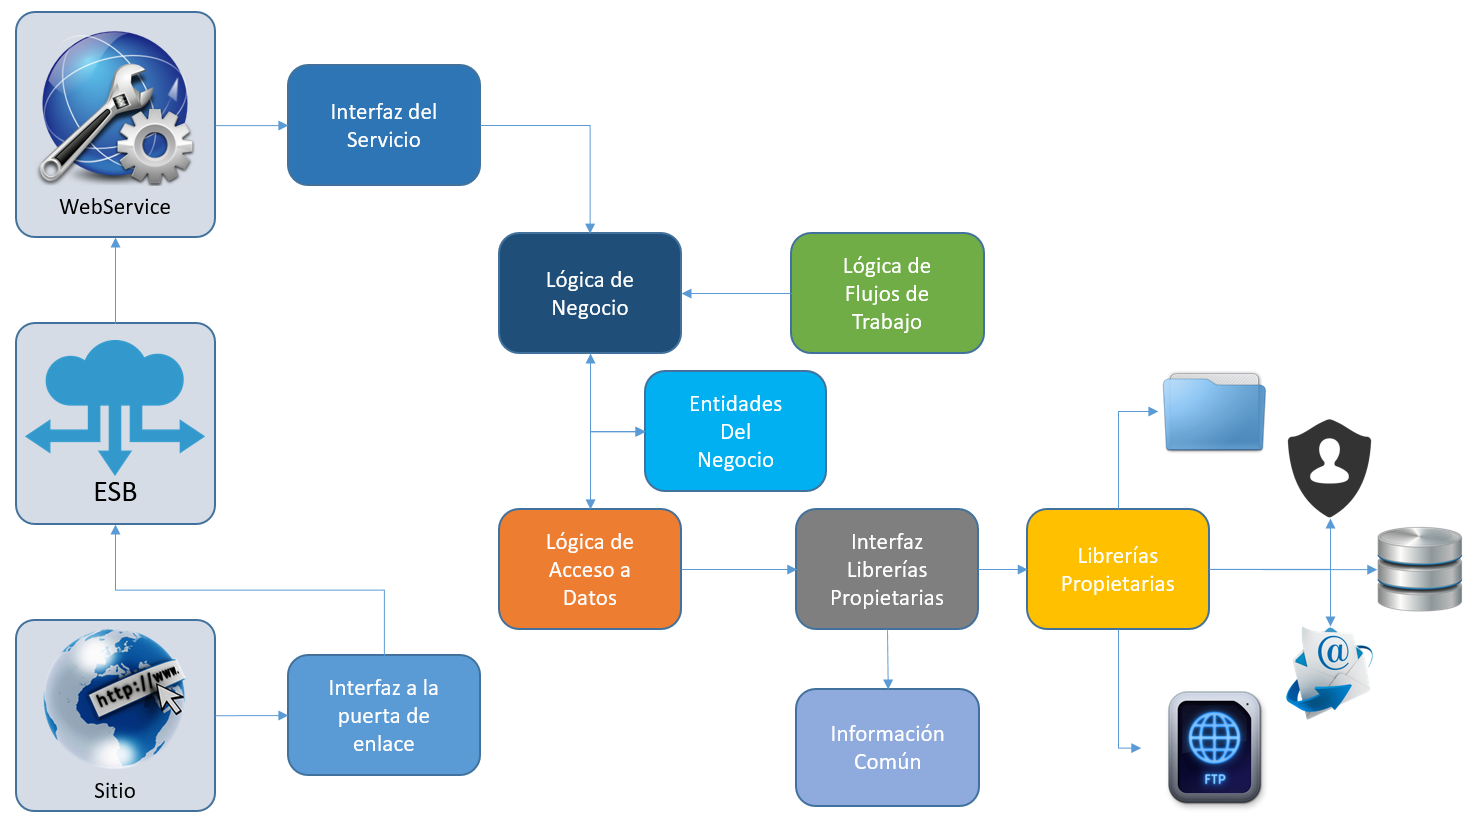 WebService
Interfaz del
Servicio
Lógica de
Negocio
Lógica de
Flujos de
Trabajo
ESB
Entidades
Del
Negocio
Lógica de
Acceso a
Datos
Interfaz
Librerías
Propietarias
Librerías
Propietarias
@
http://www.
Sitio
Interfaz a la
puerta de
enlace
Información
Común
FTP